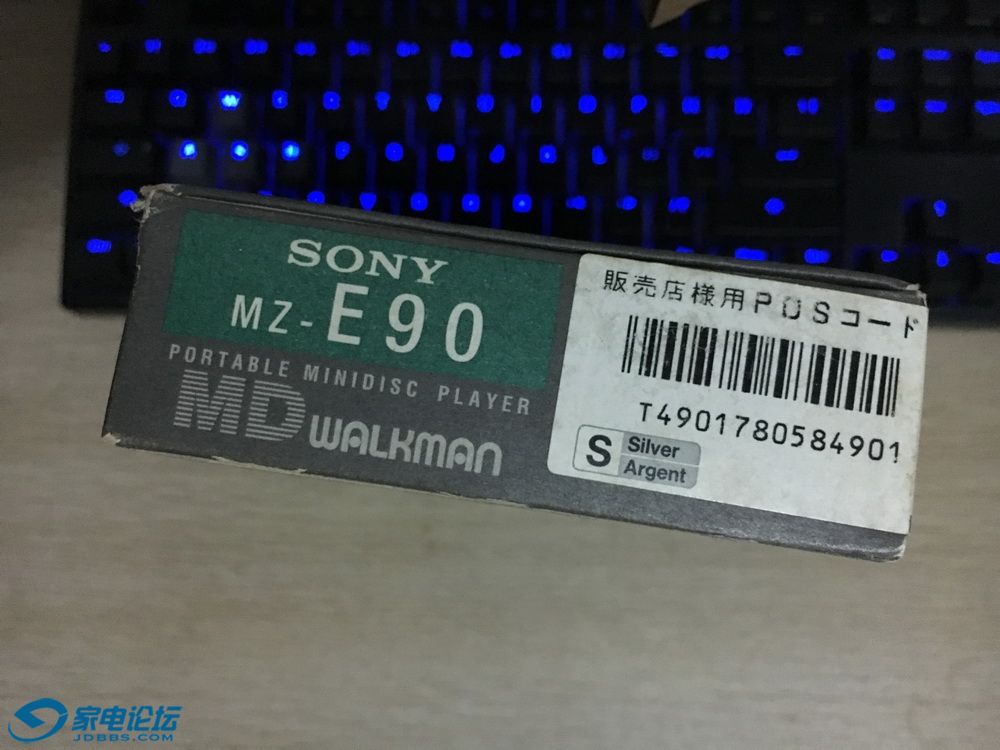 SONY
MZ-E90
PORTABLE MINIDISC PLAYER
MD WALKMAN
販売店様用POSコード
T4901780584901
S Silver
Argent
家电论坛
JDBBS.COM